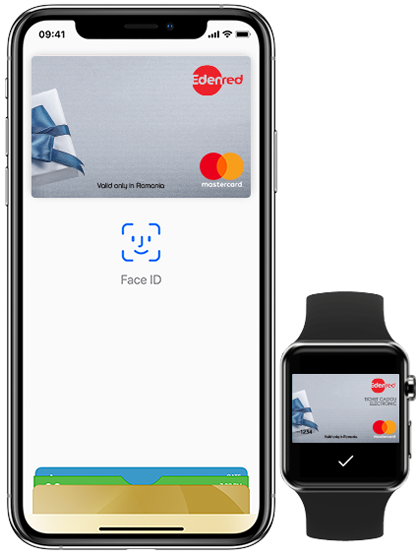 09:41
Edenred
Valid only in Romania
mastercard
Face ID
Edenred
TICHET CADOU
ELECTRONIC
1234
Valid only in Romania
mastercard